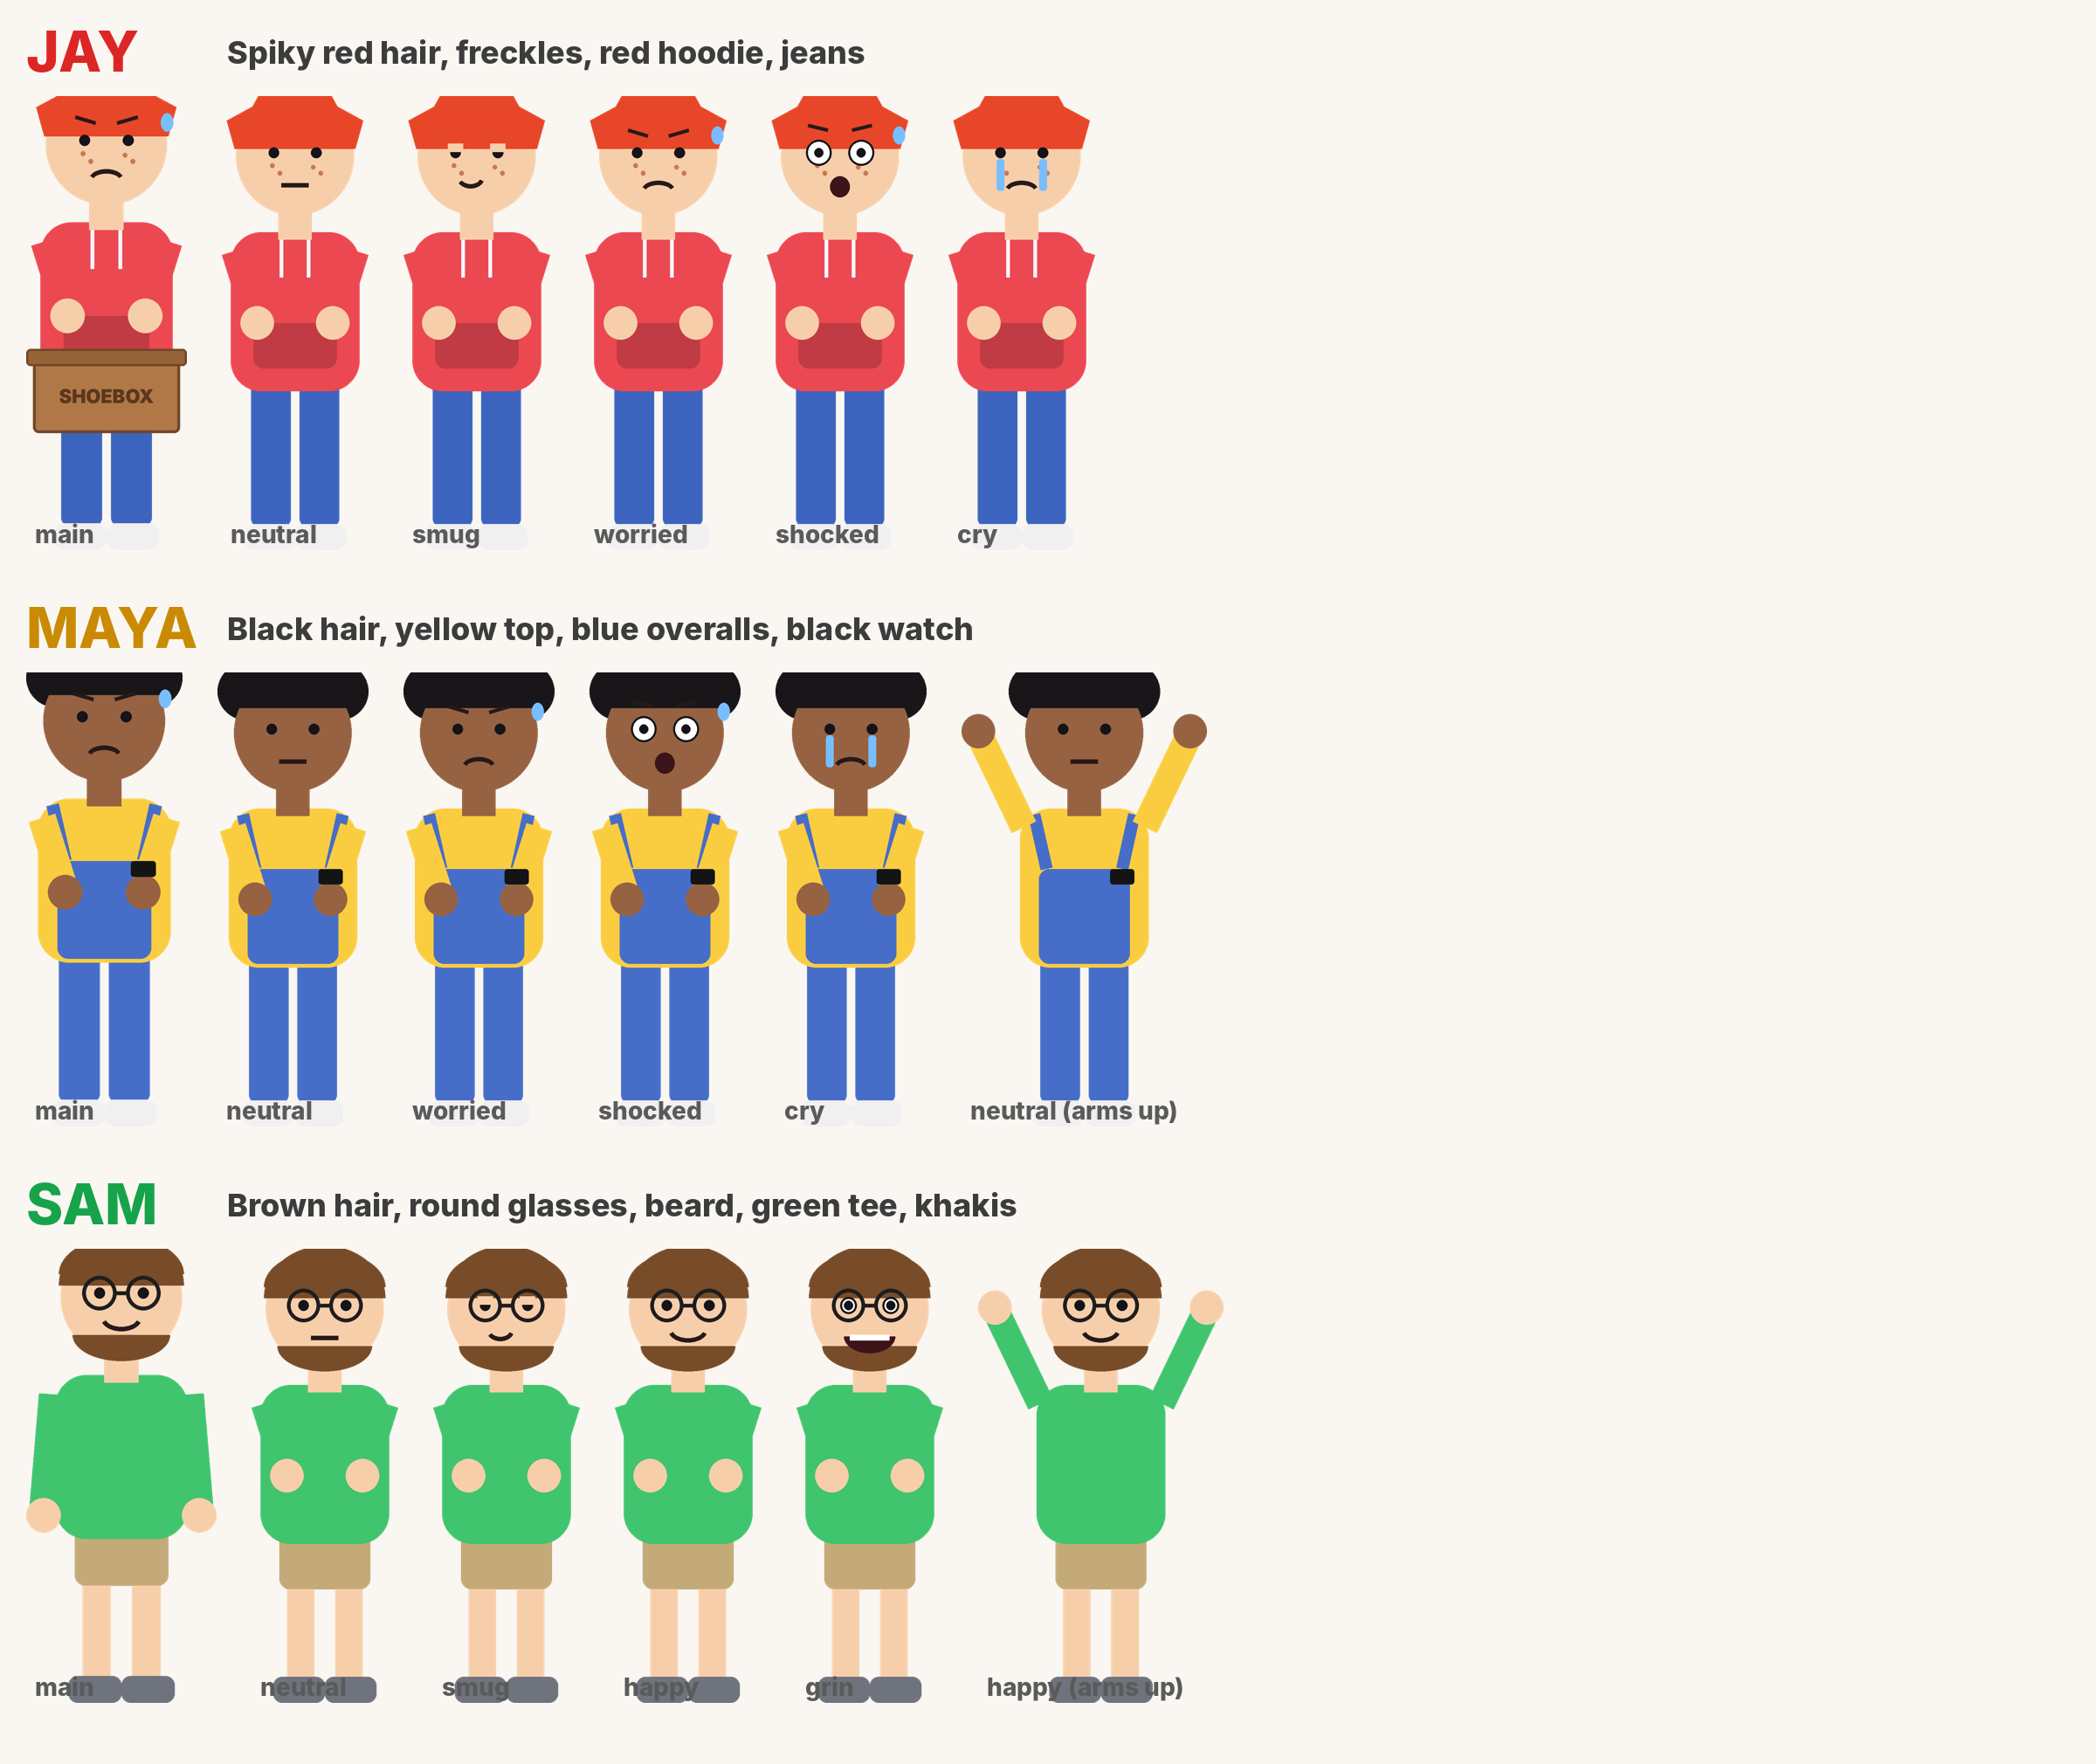 JAY Spiky red hair, freckles, red hoodie, jeans
SHOEBOX
main neutral smug worried shocked cry
MAYA Black hair, yellow top, blue overalls, black watch
main neutral worried shocked cry neutral (arms up)
SAM Brown hair, round glasses, beard, green tee, khakis
main neutral smug happy grin happy (arms up)